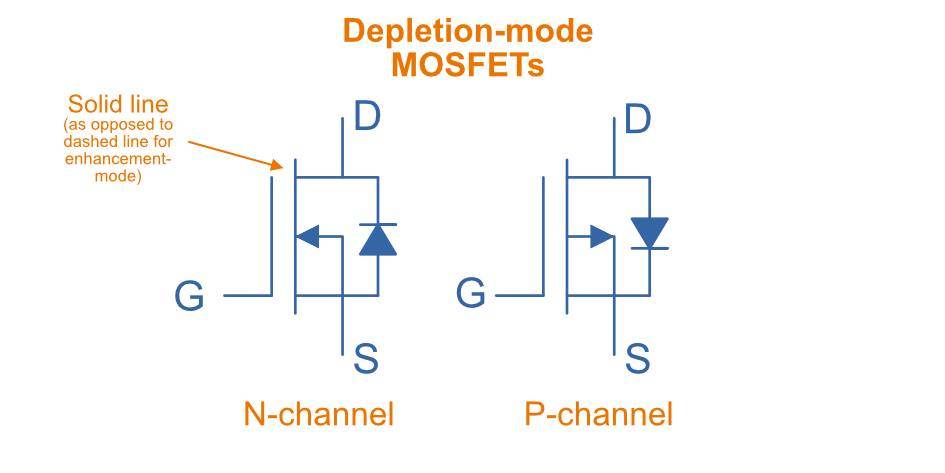 Depletion-mode
MOSFETs
Solid line
(as opposed to
dashed line for
enhancement-
mode)
D
D
G
G
S
S
N-channel
P-channel